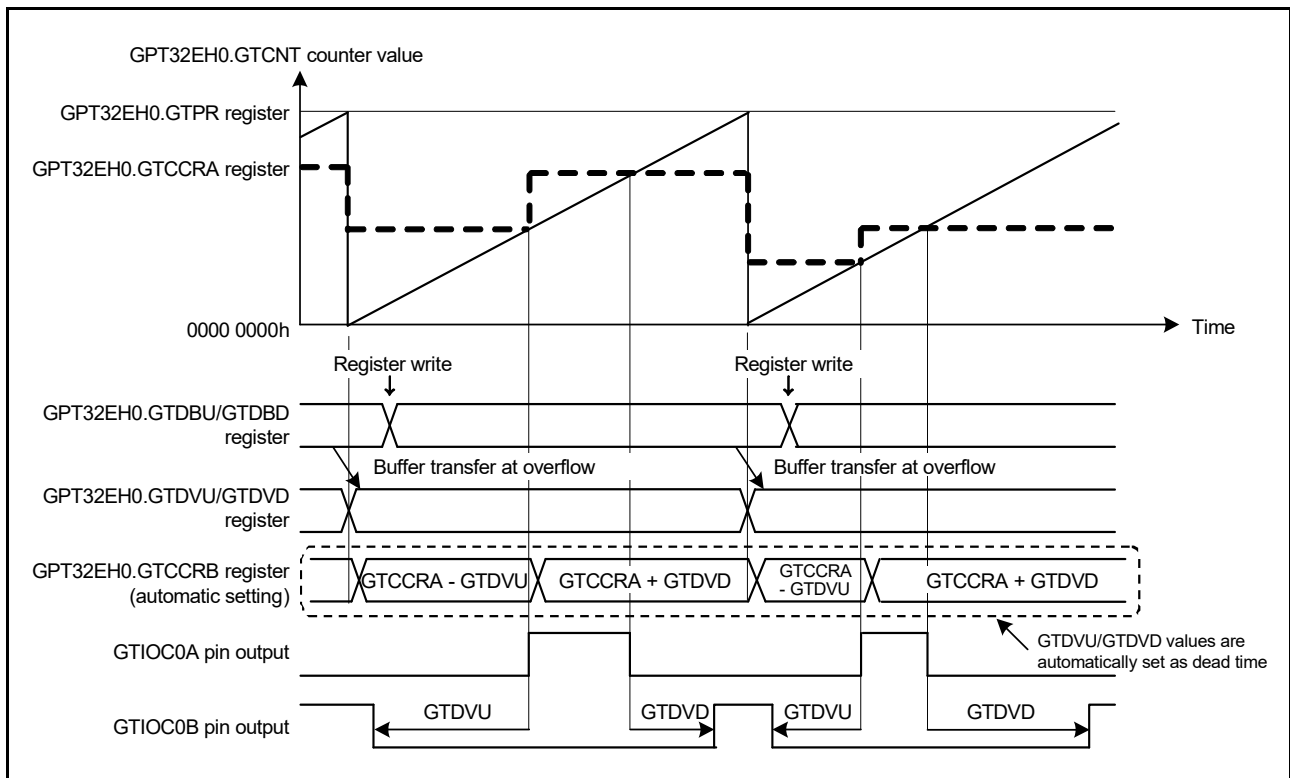 GPT32EH0.GTCNT counter value
GPT32EH0.GTPR register
GPT32EH0.GTCCRA register
0000 0000h
Time
Register write
Register write
GPT32EH0.GTDBU/GTDBD
register
Buffer transfer at overflow
Buffer transfer at overflow
GPT32EH0.GTDVU/GTDVD
register
GPT32EH0.GTCCRB register
(automatic setting)
GTCCRA - GTDVU
GTCCRA + GTDVD
GTCCRA
- GTDVU
GTCCRA + GTDVD
GTIOC0A pin output
GTDVU/GTDVD values are
automatically set as dead time
GTIOC0B pin output
GTDVU
GTDVD
GTDVU
GTDVD